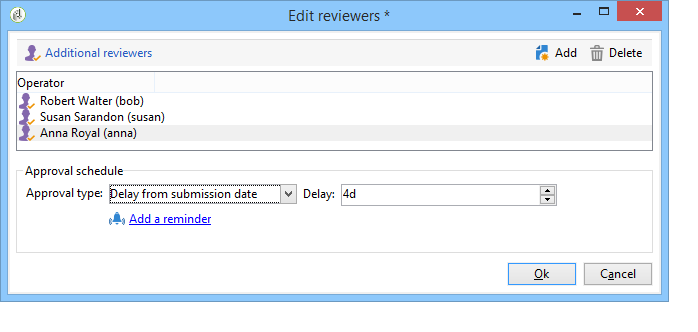 Edit reviewers *
Additional reviewers Add Delete
Operator
Robert Walter (bob)
Susan Sarandon (susan)
Anna Royal (anna)
Approval schedule
Approval type: Delay from submission date Delay: 4d
Add a reminder
Ok Cancel